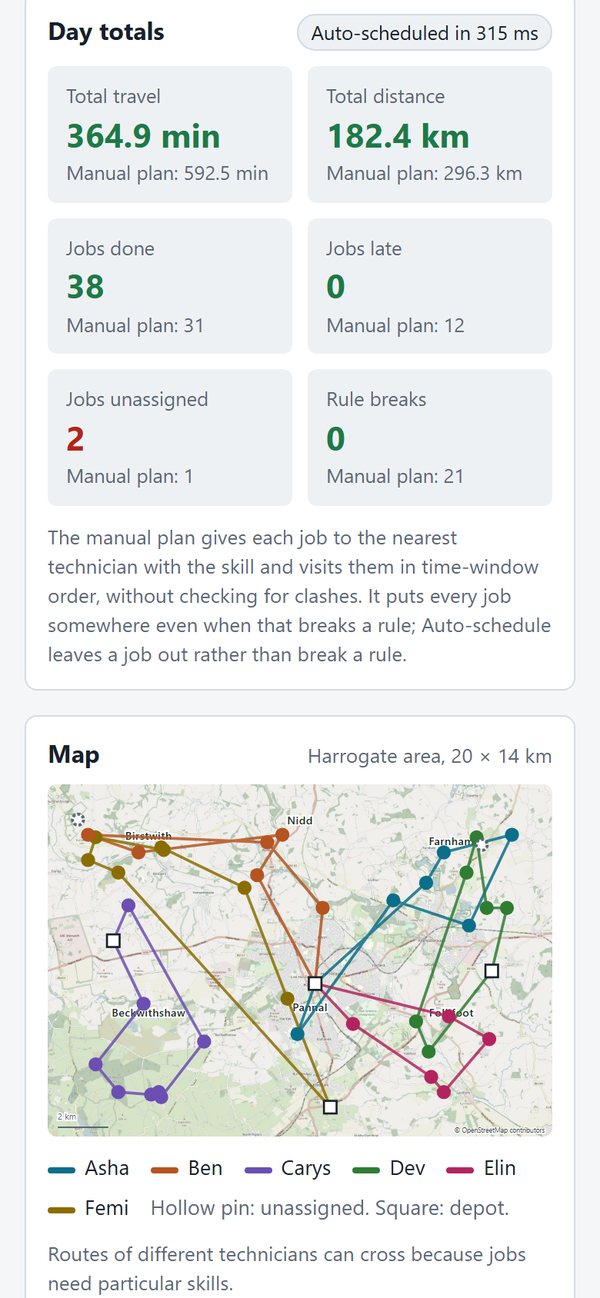 Day totals
Auto-scheduled in 315 ms
Total travel
364.9 min
Manual plan: 592.5 min
Total distance
182.4 km
Manual plan: 296.3 km
Jobs done
38
Manual plan: 31
Jobs late
0
Manual plan: 12
Jobs unassigned
2
Manual plan: 1
Rule breaks
0
Manual plan: 21
The manual plan gives each job to the nearest
technician with the skill and visits them in time-window
order, without checking for clashes. It puts every job
somewhere even when that breaks a rule; Auto-schedule
leaves a job out rather than break a rule.
Map
Harrogate area, 20 × 14 km
Nidd
Birstwith
Farnham
Pannal
Beckwithshaw
2 km
© OpenStreetMap contributors
Asha
Ben
Carys
Dev
Elin
Femi
Hollow pin: unassigned. Square: depot.
Routes of different technicians can cross because jobs
need particular skills.